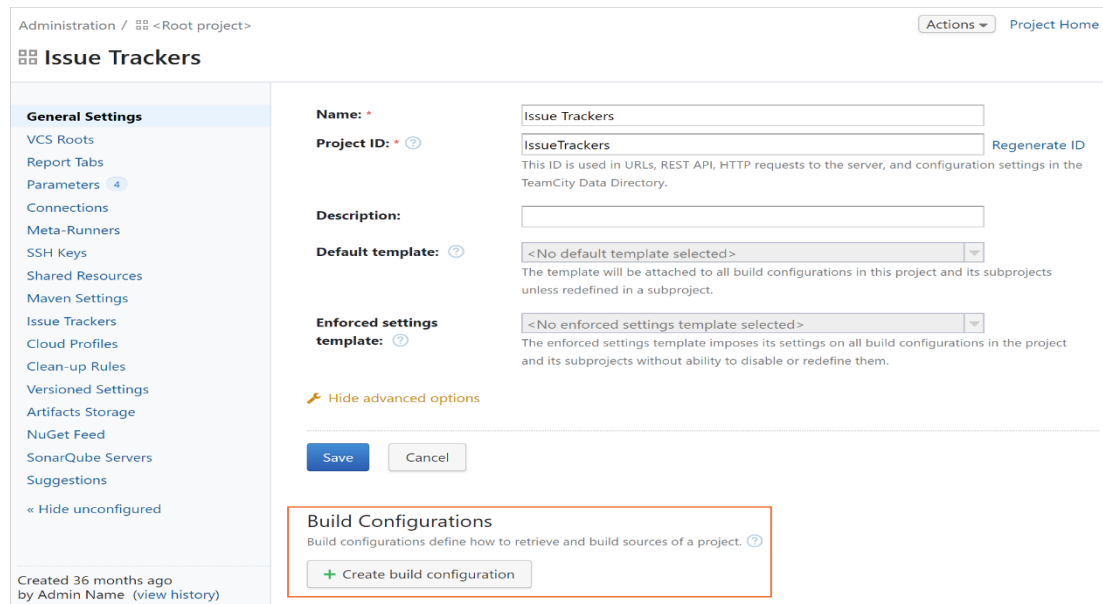 Administration / <Root project>
Actions
Project Home
Issue Trackers
General Settings
VCS Roots
Report Tabs
Parameters 4
Connections
Meta-Runners
SSH Keys
Shared Resources
Maven Settings
Issue Trackers
Cloud Profiles
Clean-up Rules
Versioned Settings
Artifacts Storage
NuGet Feed
SonarQube Servers
Suggestions
« Hide unconfigured
Created 36 months ago
by Admin Name (view history)
Name: *
Issue Trackers
Project ID: * ?
IssueTrackers
Regenerate ID
This ID is used in URLs, REST API, HTTP requests to the server, and configuration settings in the
TeamCity Data Directory.
Description:
Default template: ?
<No default template selected>
The template will be attached to all build configurations in this project and its subprojects
unless redefined in a subproject.
Enforced settings
template: ?
<No enforced settings template selected>
The enforced settings template imposes its settings on all build configurations in the project
and its subprojects without ability to disable or redefine them.
Hide advanced options
Save
Cancel
Build Configurations
Build configurations define how to retrieve and build sources of a project. ?
+ Create build configuration